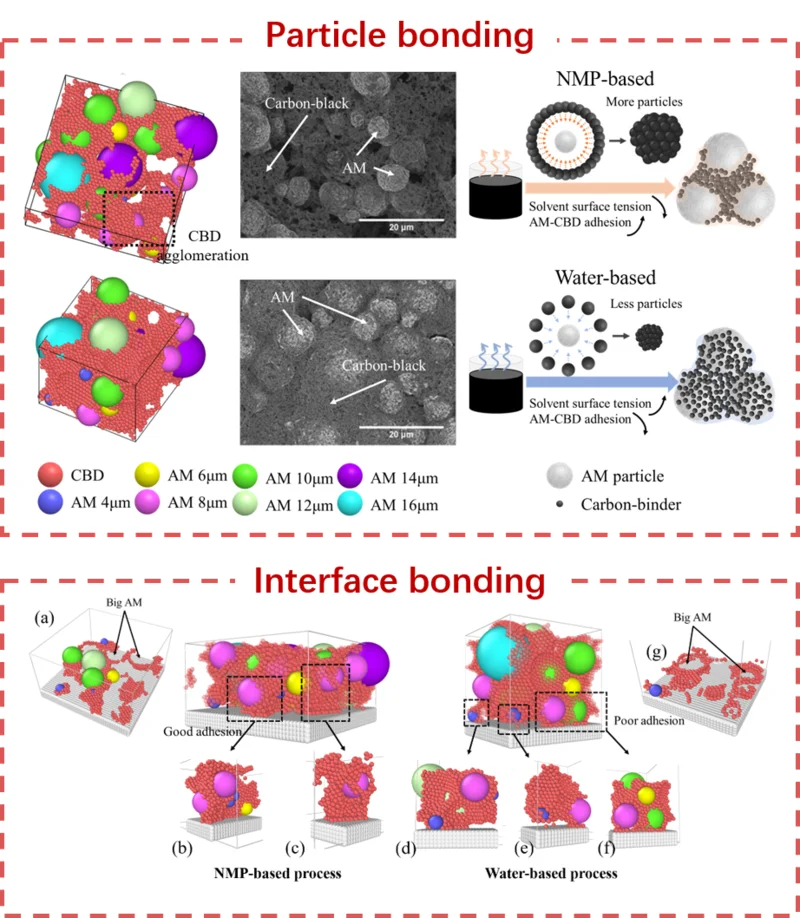 Particle bonding
CBD
agglomeration
Carbon-black
AM
20 μm
NMP-based
More particles
Solvent surface tension
AM-CBD adhesion
AM
Carbon-black
20 μm
Water-based
Less particles
Solvent surface tension
AM-CBD adhesion
CBD
AM 6μm
AM 10μm
AM 14μm
AM 4μm
AM 8μm
AM 12μm
AM 16μm
AM particle
Carbon-binder
Interface bonding
(a)
Big AM
Good adhesion
(b)
(c)
NMP-based process
Big AM
(g)
Poor adhesion
(d)
(e)
(f)
Water-based process